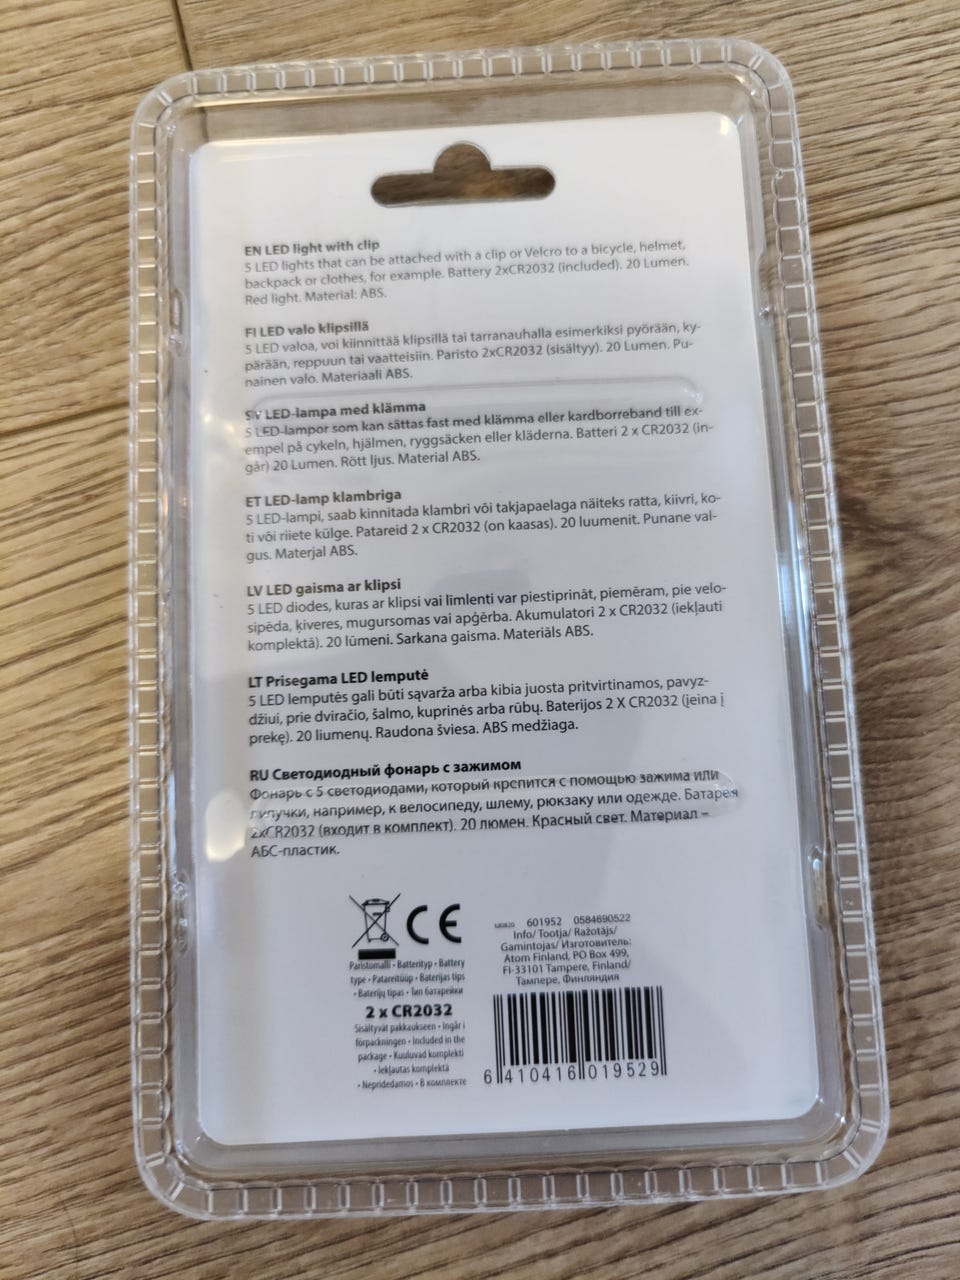 EN LED light with clip
5 LED lights that can be attached with a clip or Velcro to a bicycle, helmet,
backpack or clothes, for example. Battery 2xCR2032 (included). 20 Lumen.
Red light. Material: ABS.
FI LED valo klipsillä
5 LED valoa, voi kiinnittää klipsillä tai tarranauhalla esimerkiksi pyörään, ky-
pärään, reppuun tai vaatteisiin. Paristo 2xCR2032 (sisältyy). 20 Lumen. Pu-
nainen valo. Materiaali ABS.
SV LED-lampa med klämma
5 LED-lampor som kan sättas fast med klämma eller kardborreband till ex-
empel på cykeln, hjälmen, ryggsäcken eller kläderna. Batteri 2 x CR2032 (in-
går) 20 Lumen. Rött ljus. Material ABS.
ET LED-lamp klambriga
5 LED-lampi, saab kinnitada klambri või takjapaelaga näiteks ratta, kiivri, ko-
ti või riiete külge. Patareid 2 x CR2032 (on kaasas). 20 luumenit. Punane val-
gus. Materjal ABS.
LV LED gaisma ar klipsi
5 LED diodes, kuras ar klipsi vai līmlenti var piestiprināt, piemēram, pie velo-
sipēda, ķiveres, mugursomas vai apģērba. Akumulatori 2 x CR2032 (iekļauti
komplektā). 20 lūmeni. Sarkana gaisma. Materiāls ABS.
LT Prisegama LED lemputė
5 LED lemputės gali būti sąvarža arba kibia juosta pritvirtinamos, pavyz-
džiui, prie dviračio, šalmo, kuprinės arba rūbų. Baterijos 2 X CR2032 (įeina į
prekę). 20 liumenų. Raudona šviesa. ABS medžiaga.
RU Светодиодный фонарь с зажимом
Фонарь с 5 светодиодами, который крепится с помощью зажима или
липучки, например, к велосипеду, шлему, рюкзаку или одежде. Батарея
2xCR2032 (входит в комплект). 20 люмен. Красный свет. Материал –
АБС-пластик.
CE
Paristomalli • Batterityp • Battery
type • Patareitüüp • Baterijas tips
• Baterijų tipas • Тип батарейки
2 x CR2032
Sisältyvät pakkaukseen • Ingår i
förpackningen • Included in the
package • Kuuluvad komplekti
• Iekļautas komplektā
• Nepridedamos • В комплекте
601952 0584690522
Info/ Tootja/ Ražotājs/
Gamintojas/ Изготовитель:
Atom Finland, PO Box 499,
FI-33101 Tampere, Finland/
Тампере, Финляндия
6 410416 019529